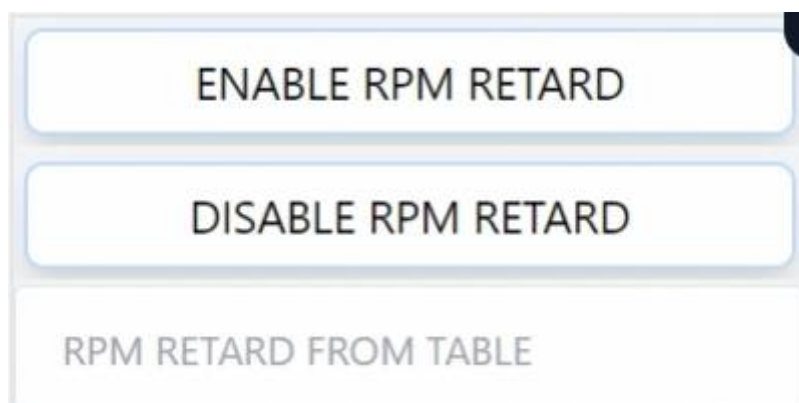 ENABLE RPM RETARD
DISABLE RPM RETARD
RPM RETARD FROM TABLE